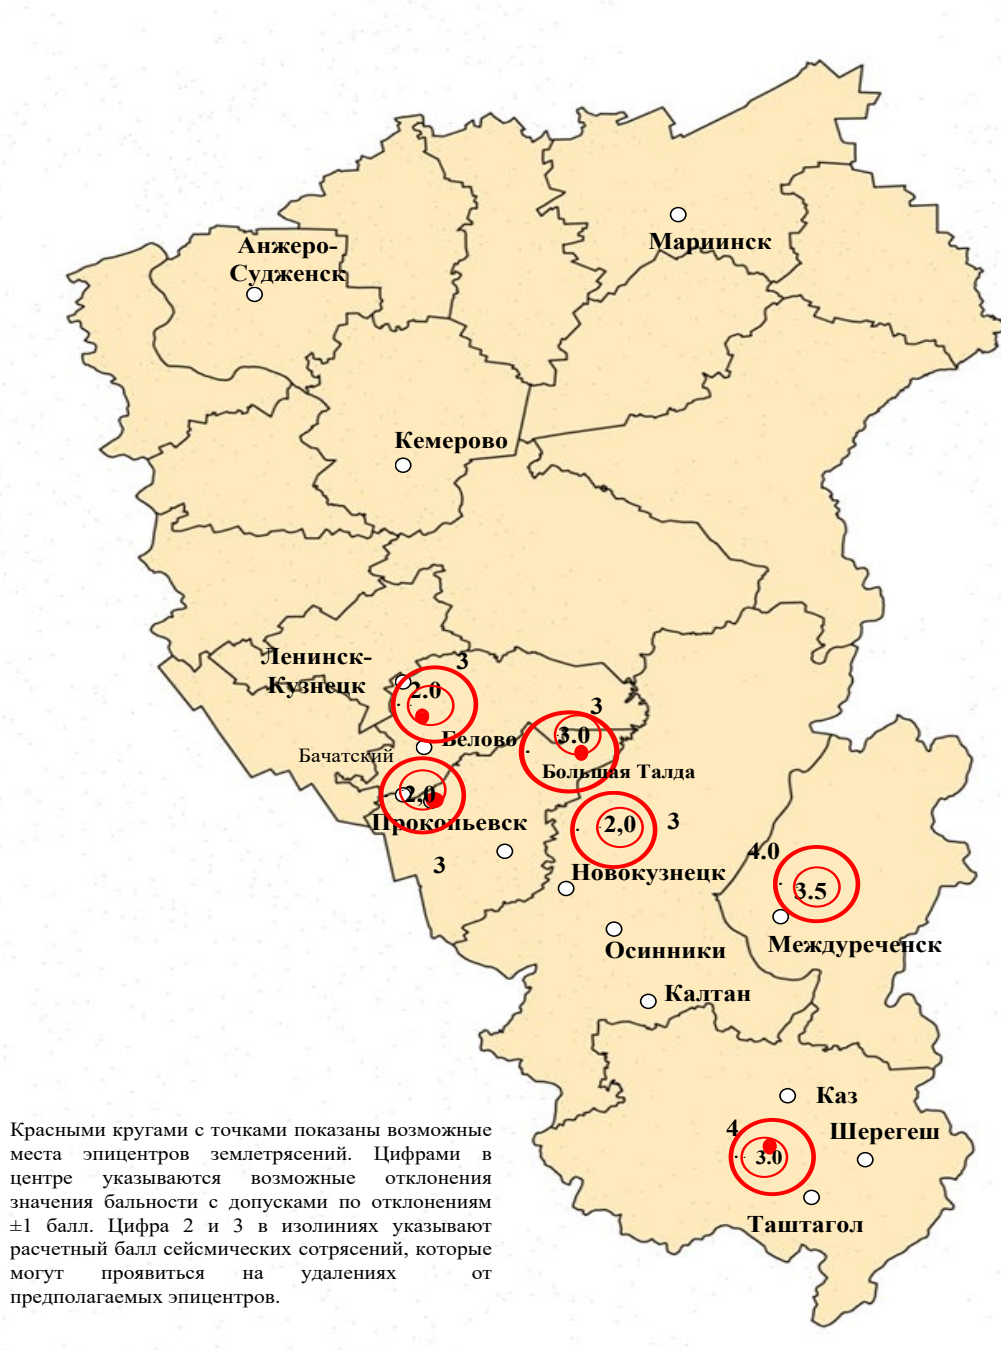 Анжеро-
Судженск
Мариинск
Кемерово
Ленинск-
Кузнецк
3
2.0
Белово
3
3.0
Большая Талда
Бачатский
2,0
Прокопьевск
3
2,0
3
Новокузнецк
4.0
3.5
Междуреченск
Осинники
Калтан
Каз
Шерегеш
4
3.0
Таштагол
Красными кругами с точками показаны возможные
места эпицентров землетрясений. Цифрами в
центре указываются возможные отклонения
значения бальности с допусками по отклонениям
±1 балл. Цифра 2 и 3 в изолиниях указывают
расчетный балл сейсмических сотрясений, которые
могут проявиться на удалениях от
предполагаемых эпицентров.